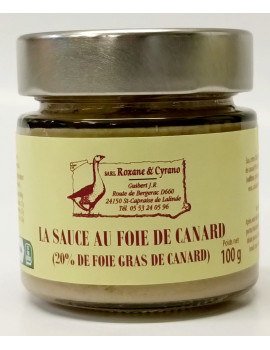 SARL Roxane & Cyrano
Guibert J.R.
Route de Bergerac D660
24150 St-Capraise de Lalinde
Tél. 05 53 24 05 96
LA SAUCE AU FOIE DE CANARD
(20% DE FOIE GRAS DE CANARD)
Poids net
100 g